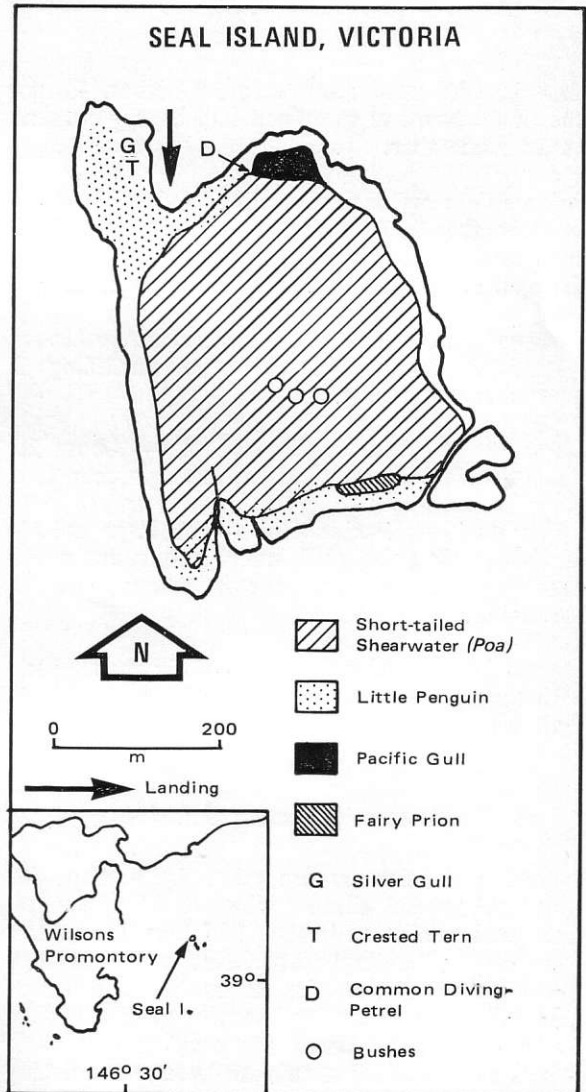 SEAL ISLAND, VICTORIA
G
T
D
N
0 200
m
Landing
Short-tailed
Shearwater (Poa)
Little Penguin
Pacific Gull
Fairy Prion
G Silver Gull
T Crested Tern
D Common Diving-
Petrel
Bushes
Wilsons
Promontory
Seal I.
39°
146° 30'